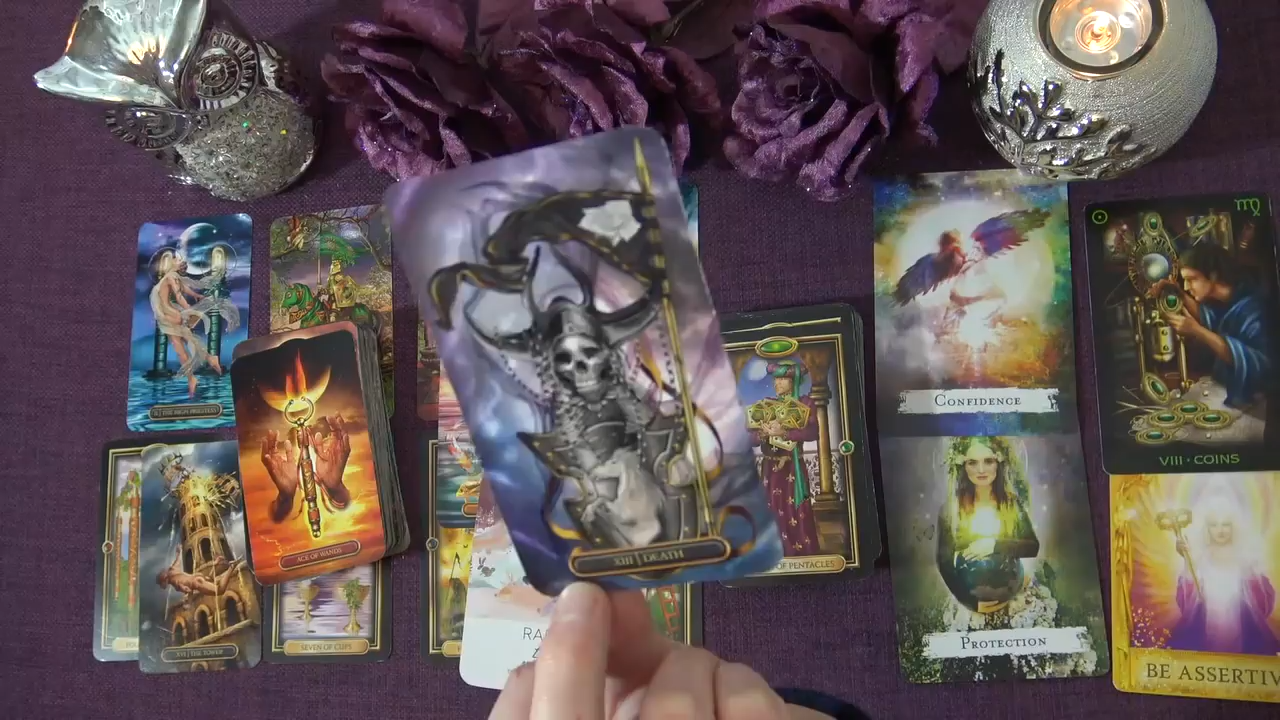 II | THE HIGH PRIESTESS
XIII | DEATH
CONFIDENCE
VIII · COINS
ACE OF WANDS
OF PENTACLES
XVI | THE TOWER
SEVEN OF CUPS
RA
PROTECTION
BE ASSERTIV